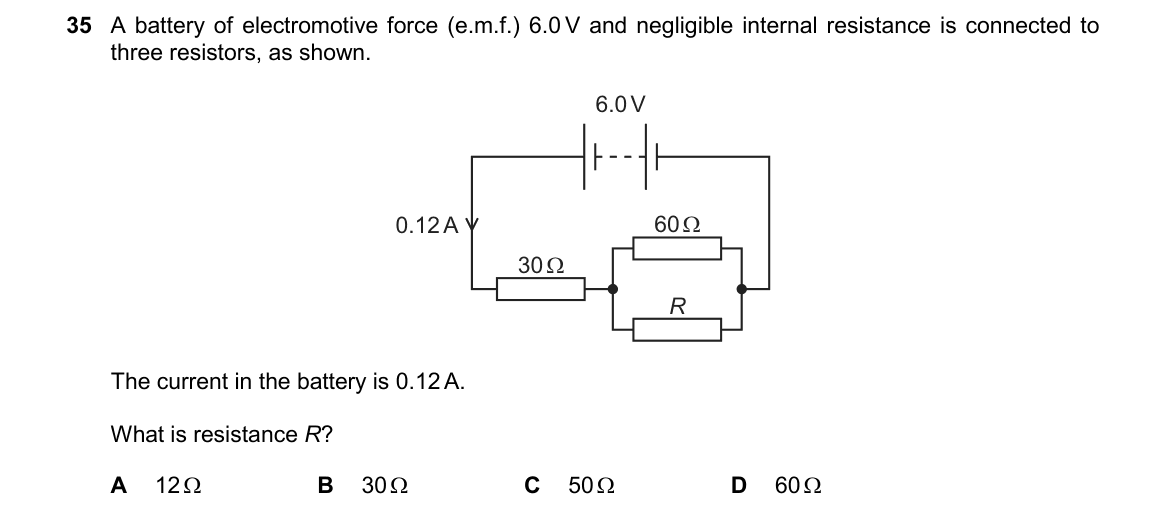 35 A battery of electromotive force (e.m.f.) 6.0 V and negligible internal resistance is connected to
three resistors, as shown.
6.0 V
0.12 A
60 Ω
30 Ω
R
The current in the battery is 0.12 A.
What is resistance R?
A 12 Ω B 30 Ω C 50 Ω D 60 Ω